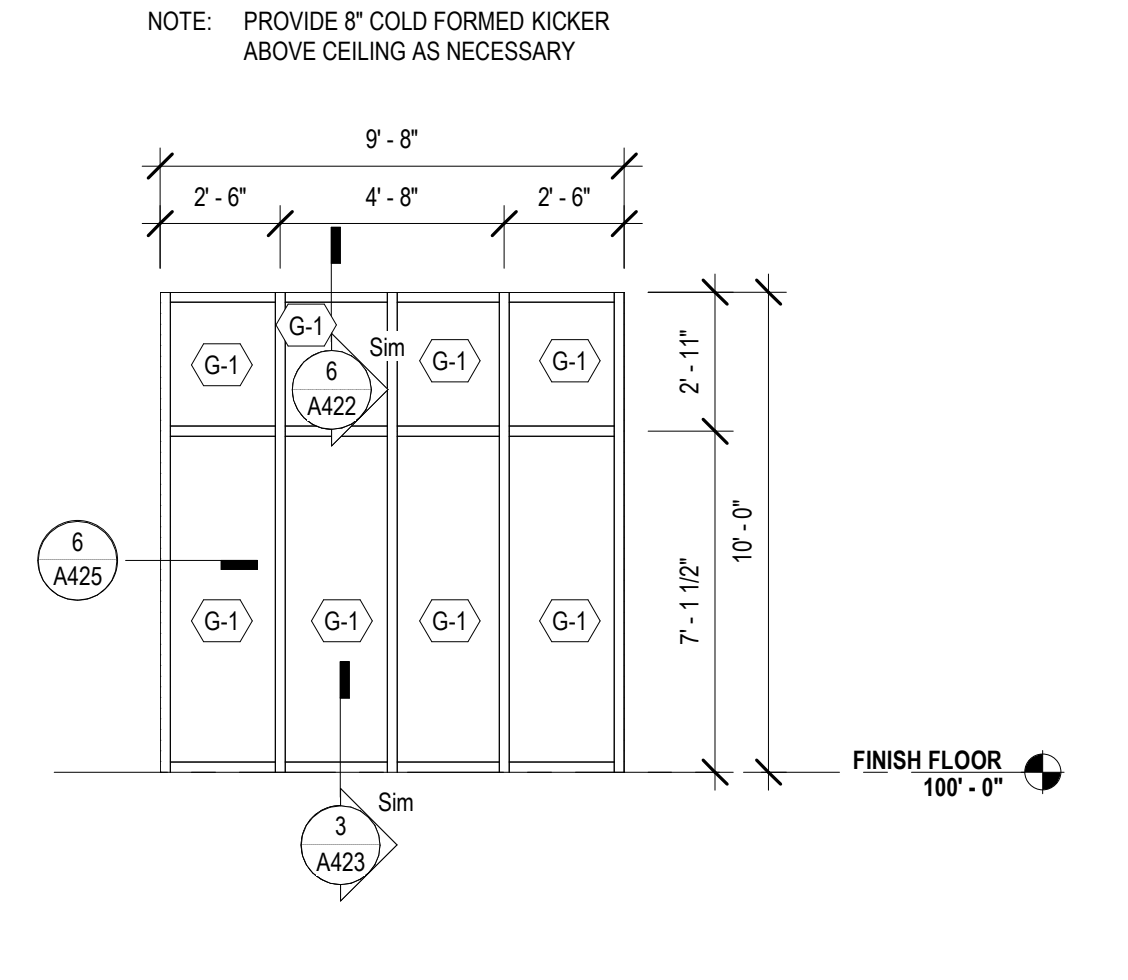 NOTE: PROVIDE 8" COLD FORMED KICKER
ABOVE CEILING AS NECESSARY
9' - 8"
2' - 6"
4' - 8"
2' - 6"
G-1
Sim
G-1
G-1
G-1
6
A422
2' - 11"
10' - 0"
7' - 1 1/2"
6
A425
G-1
G-1
G-1
G-1
FINISH FLOOR
100' - 0"
Sim
3
A423